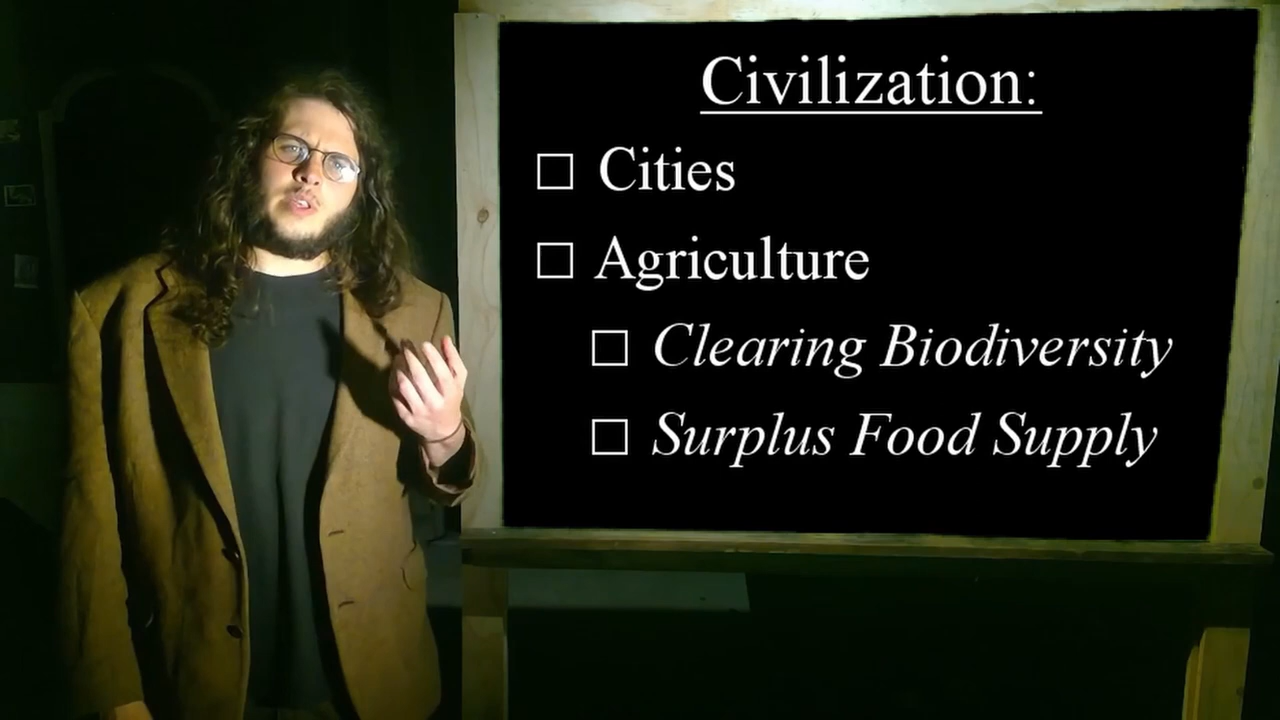 Civilization:
☐ Cities
☐ Agriculture
☐ Clearing Biodiversity
☐ Surplus Food Supply